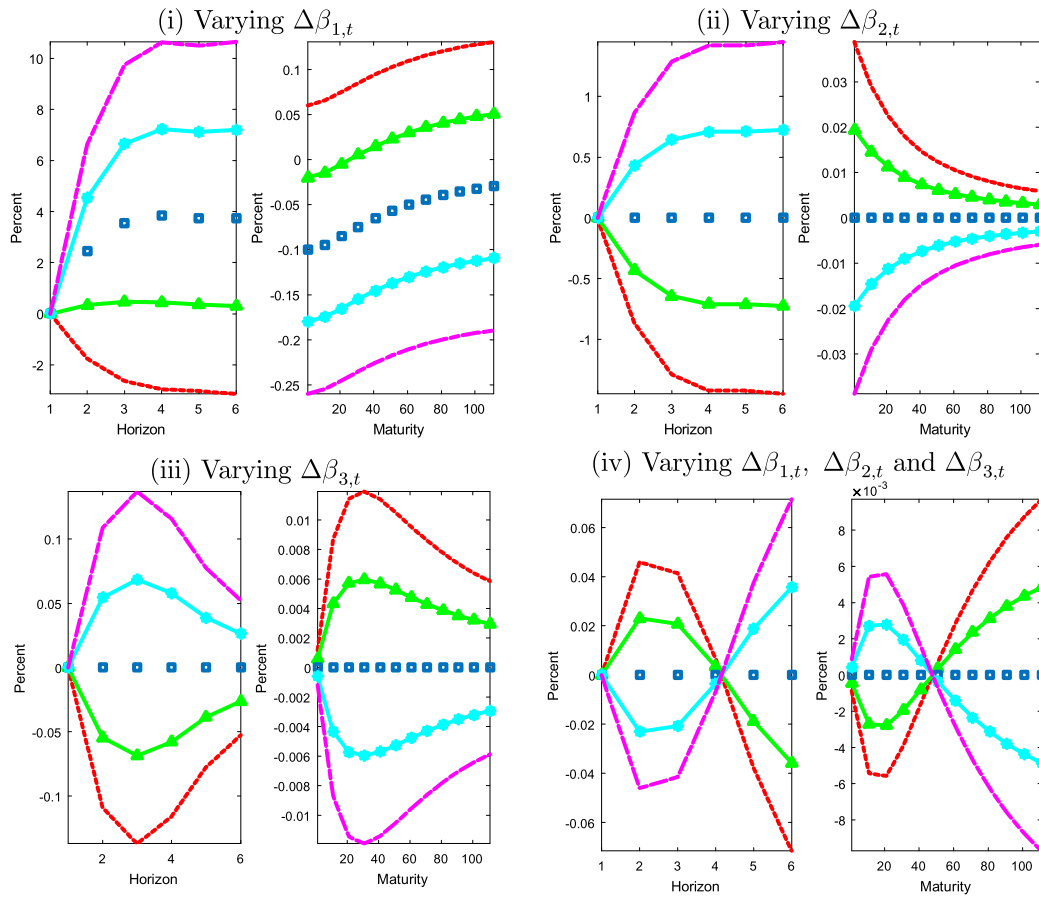 (i) Varying Δβ1,t
(ii) Varying Δβ2,t
10
8
6
4
2
0
-2
Percent
1 2 3 4 5 6
Horizon
0.1
0.05
0
-0.05
-0.1
-0.15
-0.2
-0.25
Percent
20 40 60 80 100
Maturity
1
0.5
0
-0.5
-1
Percent
1 2 3 4 5 6
Horizon
0.03
0.02
0.01
0
-0.01
-0.02
-0.03
Percent
20 40 60 80 100
Maturity
(iii) Varying Δβ3,t
(iv) Varying Δβ1,t, Δβ2,t and Δβ3,t
0.1
0.05
0
-0.05
-0.1
Percent
2 3 4 5 6
Horizon
0.01
0.008
0.006
0.004
0.002
0
-0.002
-0.004
-0.006
-0.008
-0.01
Percent
20 40 60 80 100
Maturity
0.06
0.04
0.02
0
-0.02
-0.04
-0.06
Percent
1 2 3 4 5 6
Horizon
×10⁻³
8
6
4
2
0
-2
-4
-6
-8
Percent
20 40 60 80 100
Maturity